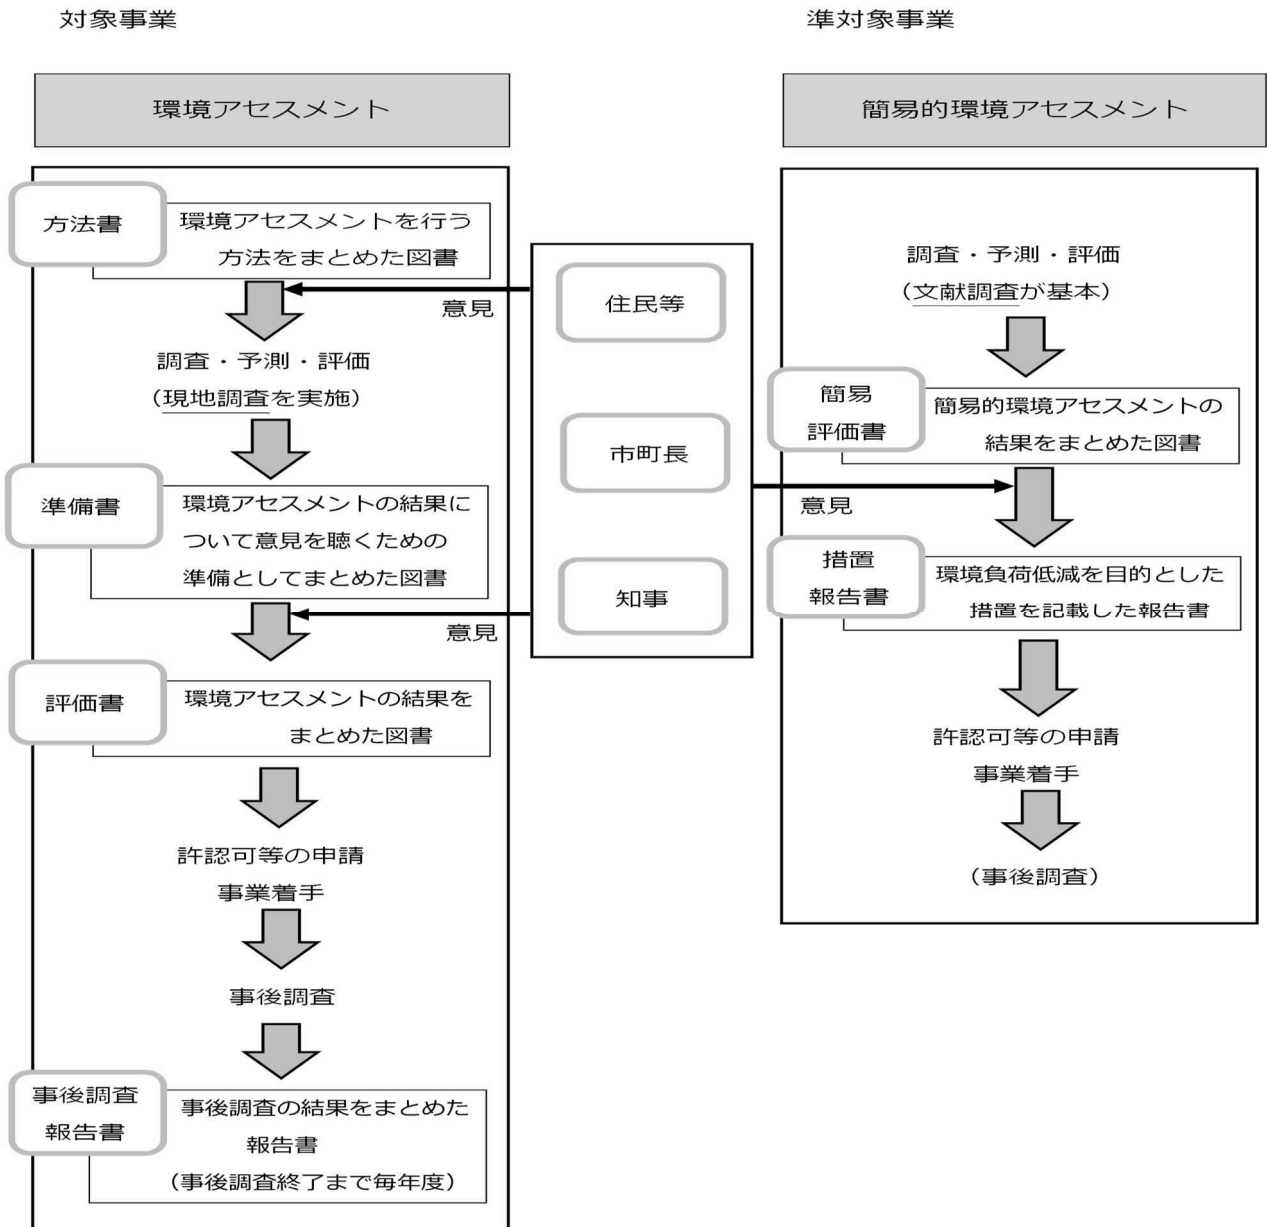 対象事業
環境アセスメント
方法書
環境アセスメントを行う
方法をまとめた図書
意見
調査・予測・評価
(現地調査を実施)
準備書
環境アセスメントの結果に
ついて意見を聴くための
準備としてまとめた図書
意見
評価書
環境アセスメントの結果を
まとめた図書
許認可等の申請
事業着手
事後調査
事後調査
報告書
事後調査の結果をまとめた
報告書
(事後調査終了まで毎年度)
住民等
市町長
知事
準対象事業
簡易的環境アセスメント
調査・予測・評価
(文献調査が基本)
簡易
評価書
簡易的環境アセスメントの
結果をまとめた図書
意見
措置
報告書
環境負荷低減を目的とした
措置を記載した報告書
許認可等の申請
事業着手
(事後調査)